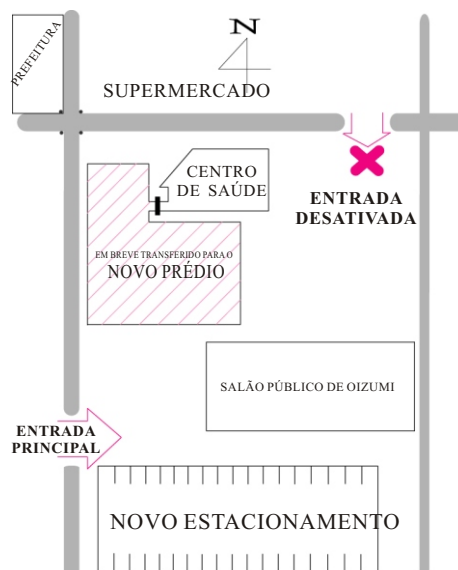 PREFEITURA
N
SUPERMERCADO
CENTRO
DE SAÚDE
ENTRADA
DESATIVADA
EM BREVE TRANSFERIDO PARA O
NOVO PRÉDIO
SALÃO PÚBLICO DE OIZUMI
ENTRADA
PRINCIPAL
NOVO ESTACIONAMENTO